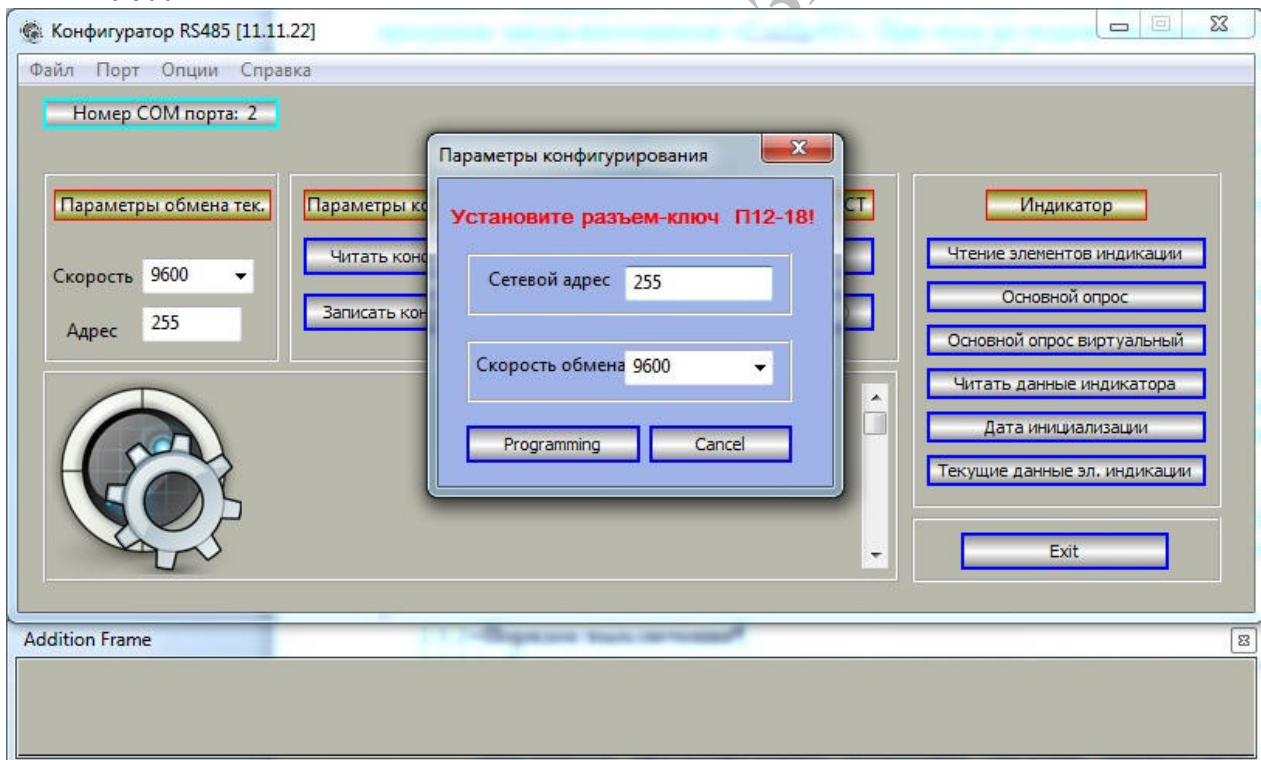 Конфигуратор RS485 [11.11.22]
Файл Порт Опции Справка
Номер COM порта: 2
Параметры обмена тек.
Скорость 9600
Адрес 255
Параметры ко
Читать кон
Записать кон
СТ
Параметры конфигурирования
Установите разъем-ключ П12-18!
Сетевой адрес 255
Скорость обмена 9600
Programming Cancel
Индикатор
Чтение элементов индикации
Основной опрос
Основной опрос виртуальный
Читать данные индикатора
Дата инициализации
Текущие данные эл. индикации
Exit
Addition Frame